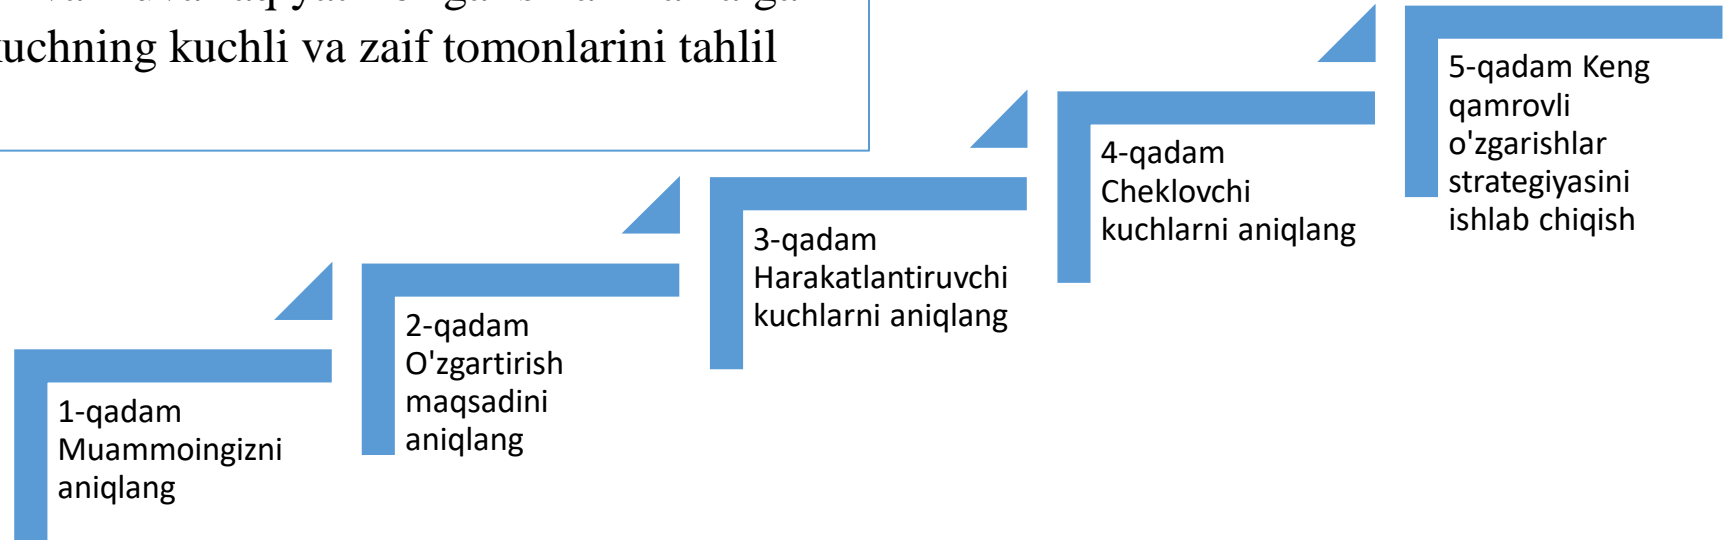 kuchning kuchli va zaif tomonlarini tahlil
1-qadam
Muammoingizni
aniqlang
2-qadam
O'zgartirish
maqsadini
aniqlang
3-qadam
Harakatlantiruvchi
kuchlarni aniqlang
4-qadam
Cheklovchi
kuchlarni aniqlang
5-qadam Keng
qamrovli
o'zgarishlar
strategiyasini
ishlab chiqish